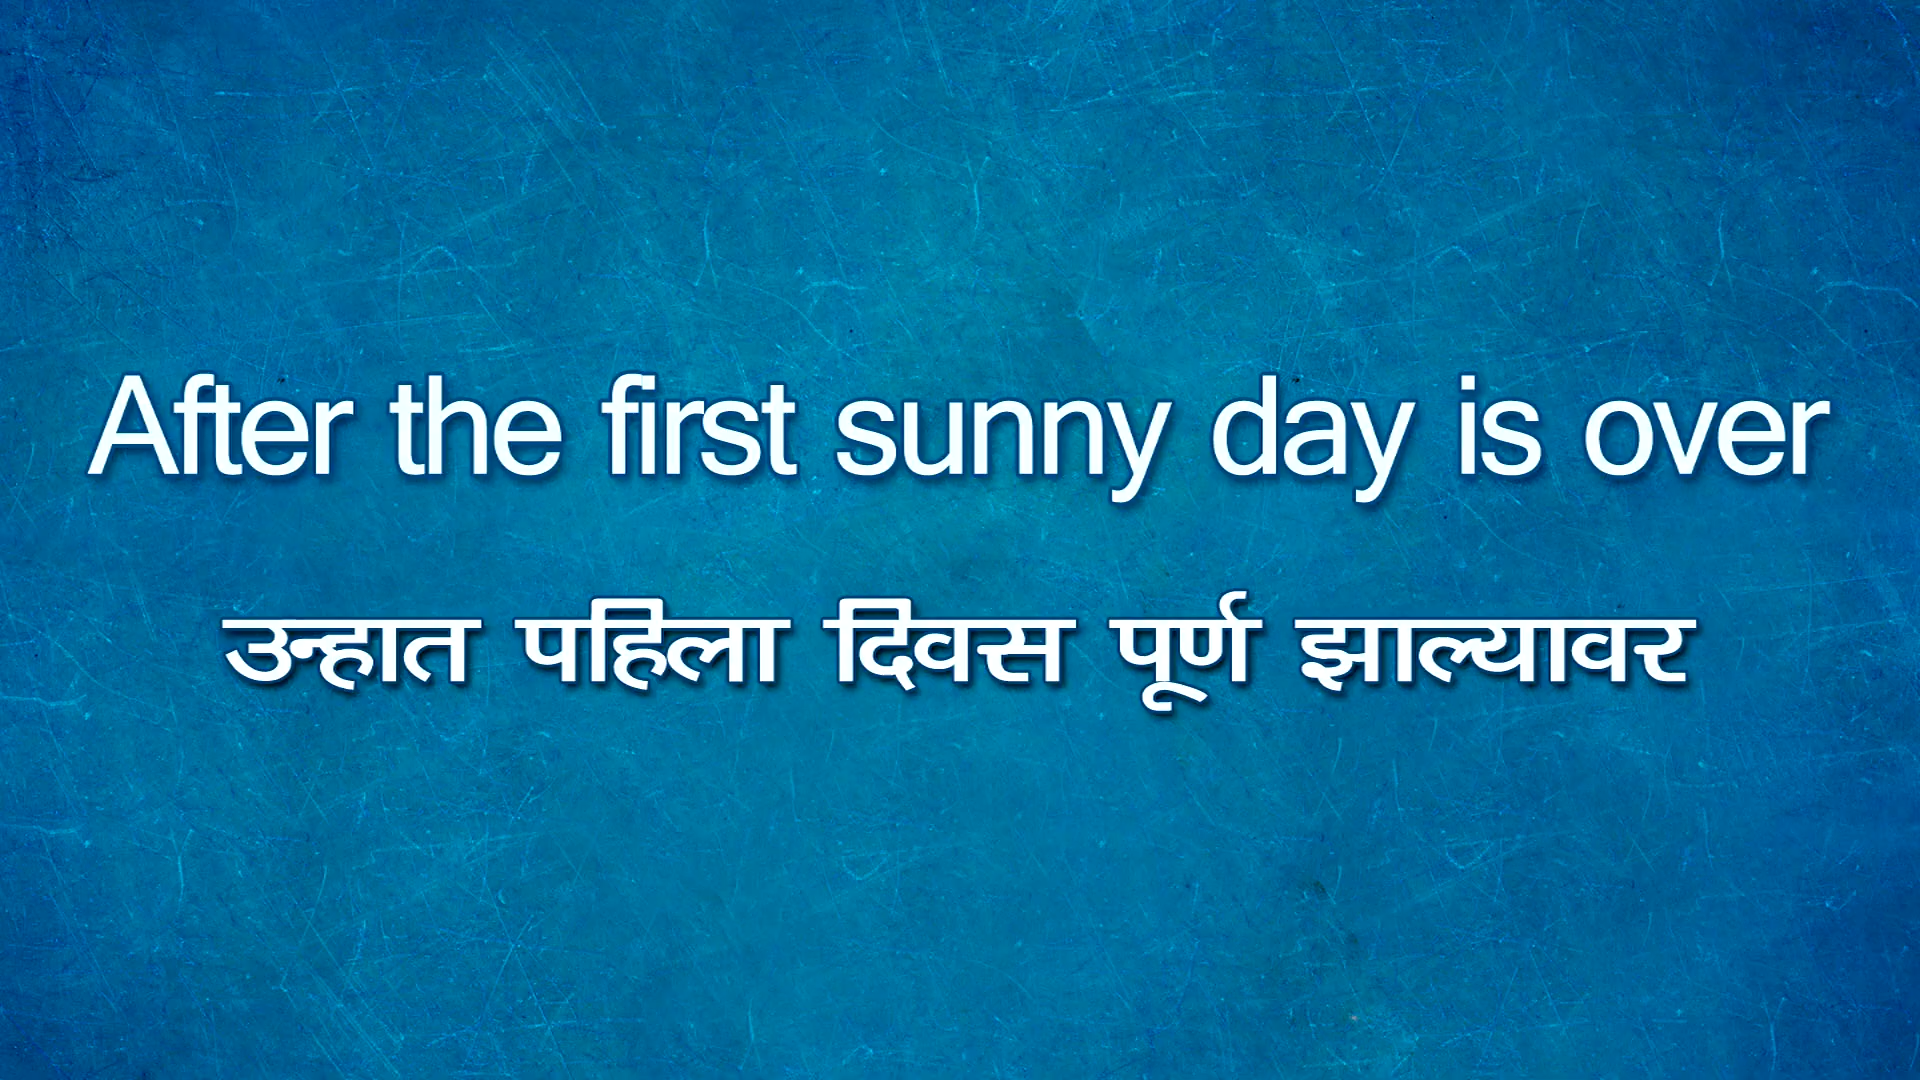 After the first sunny day is over
उन्हात पहिला दिवस पूर्ण झाल्यावर